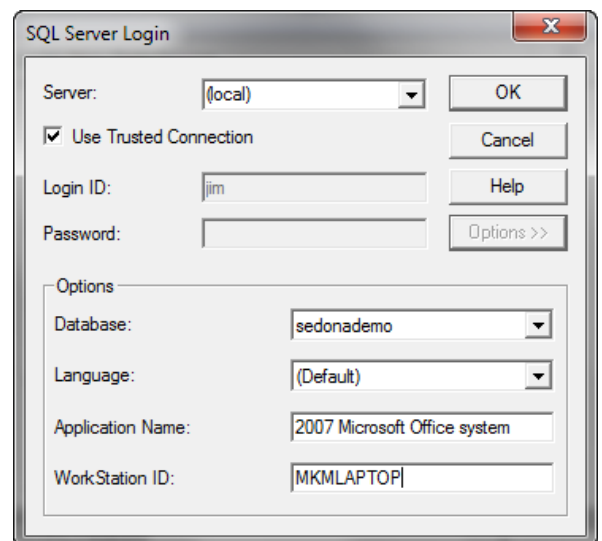 SQL Server Login
Server: (local) OK
Use Trusted Connection Cancel
Login ID: jim Help
Password: Options >>
Options
Database: sedonademo
Language: (Default)
Application Name: 2007 Microsoft Office system
WorkStation ID: MKMLAPTOP